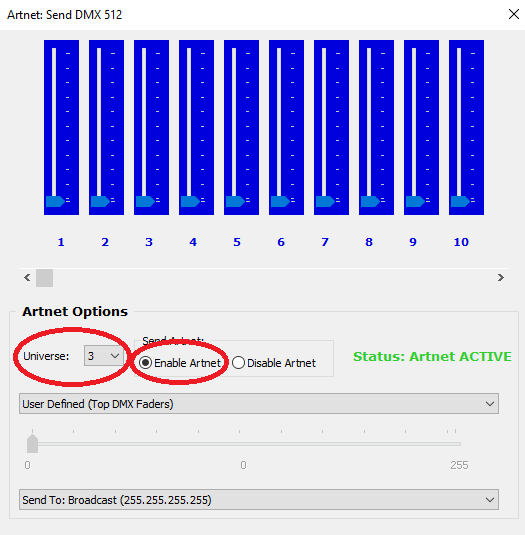 Artnet: Send DMX 512
1 2 3 4 5 6 7 8 9 10
Artnet Options
Send Artnet:
Universe: 3 Enable Artnet Disable Artnet Status: Artnet ACTIVE
User Defined (Top DMX Faders)
0 0 255
Send To: Broadcast (255.255.255.255)